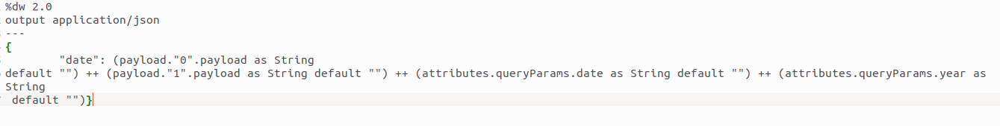 %dw 2.0
output application/json
---
{
"date": (payload."0".payload as String
default "") ++ (payload."1".payload as String default "") ++ (attributes.queryParams.date as String default "") ++ (attributes.queryParams.year as
String
default "")}